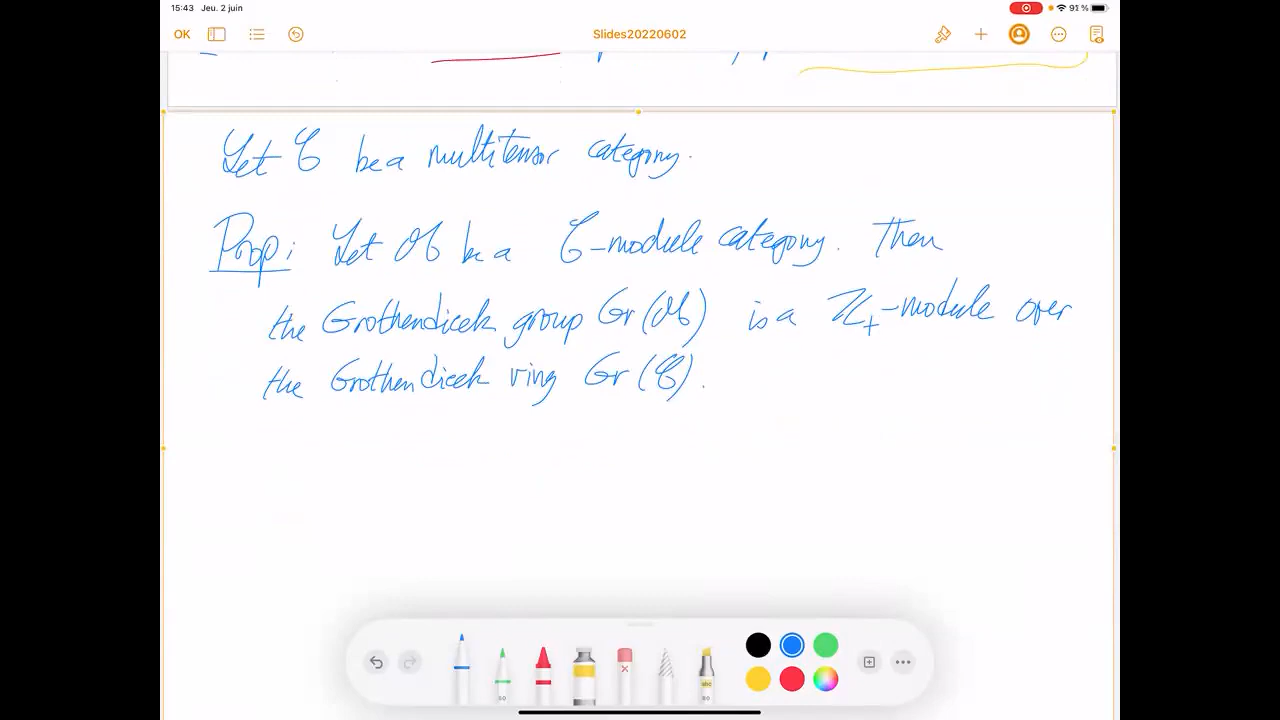 15:43 Jeu. 2 juin
91 %
OK
Slides20220602
Let C be a multitensor category.
Prop: Let M be a C-module category. Then
the Grothendieck group Gr(M) is a ℤ₊-module over
the Grothendieck ring Gr(C).